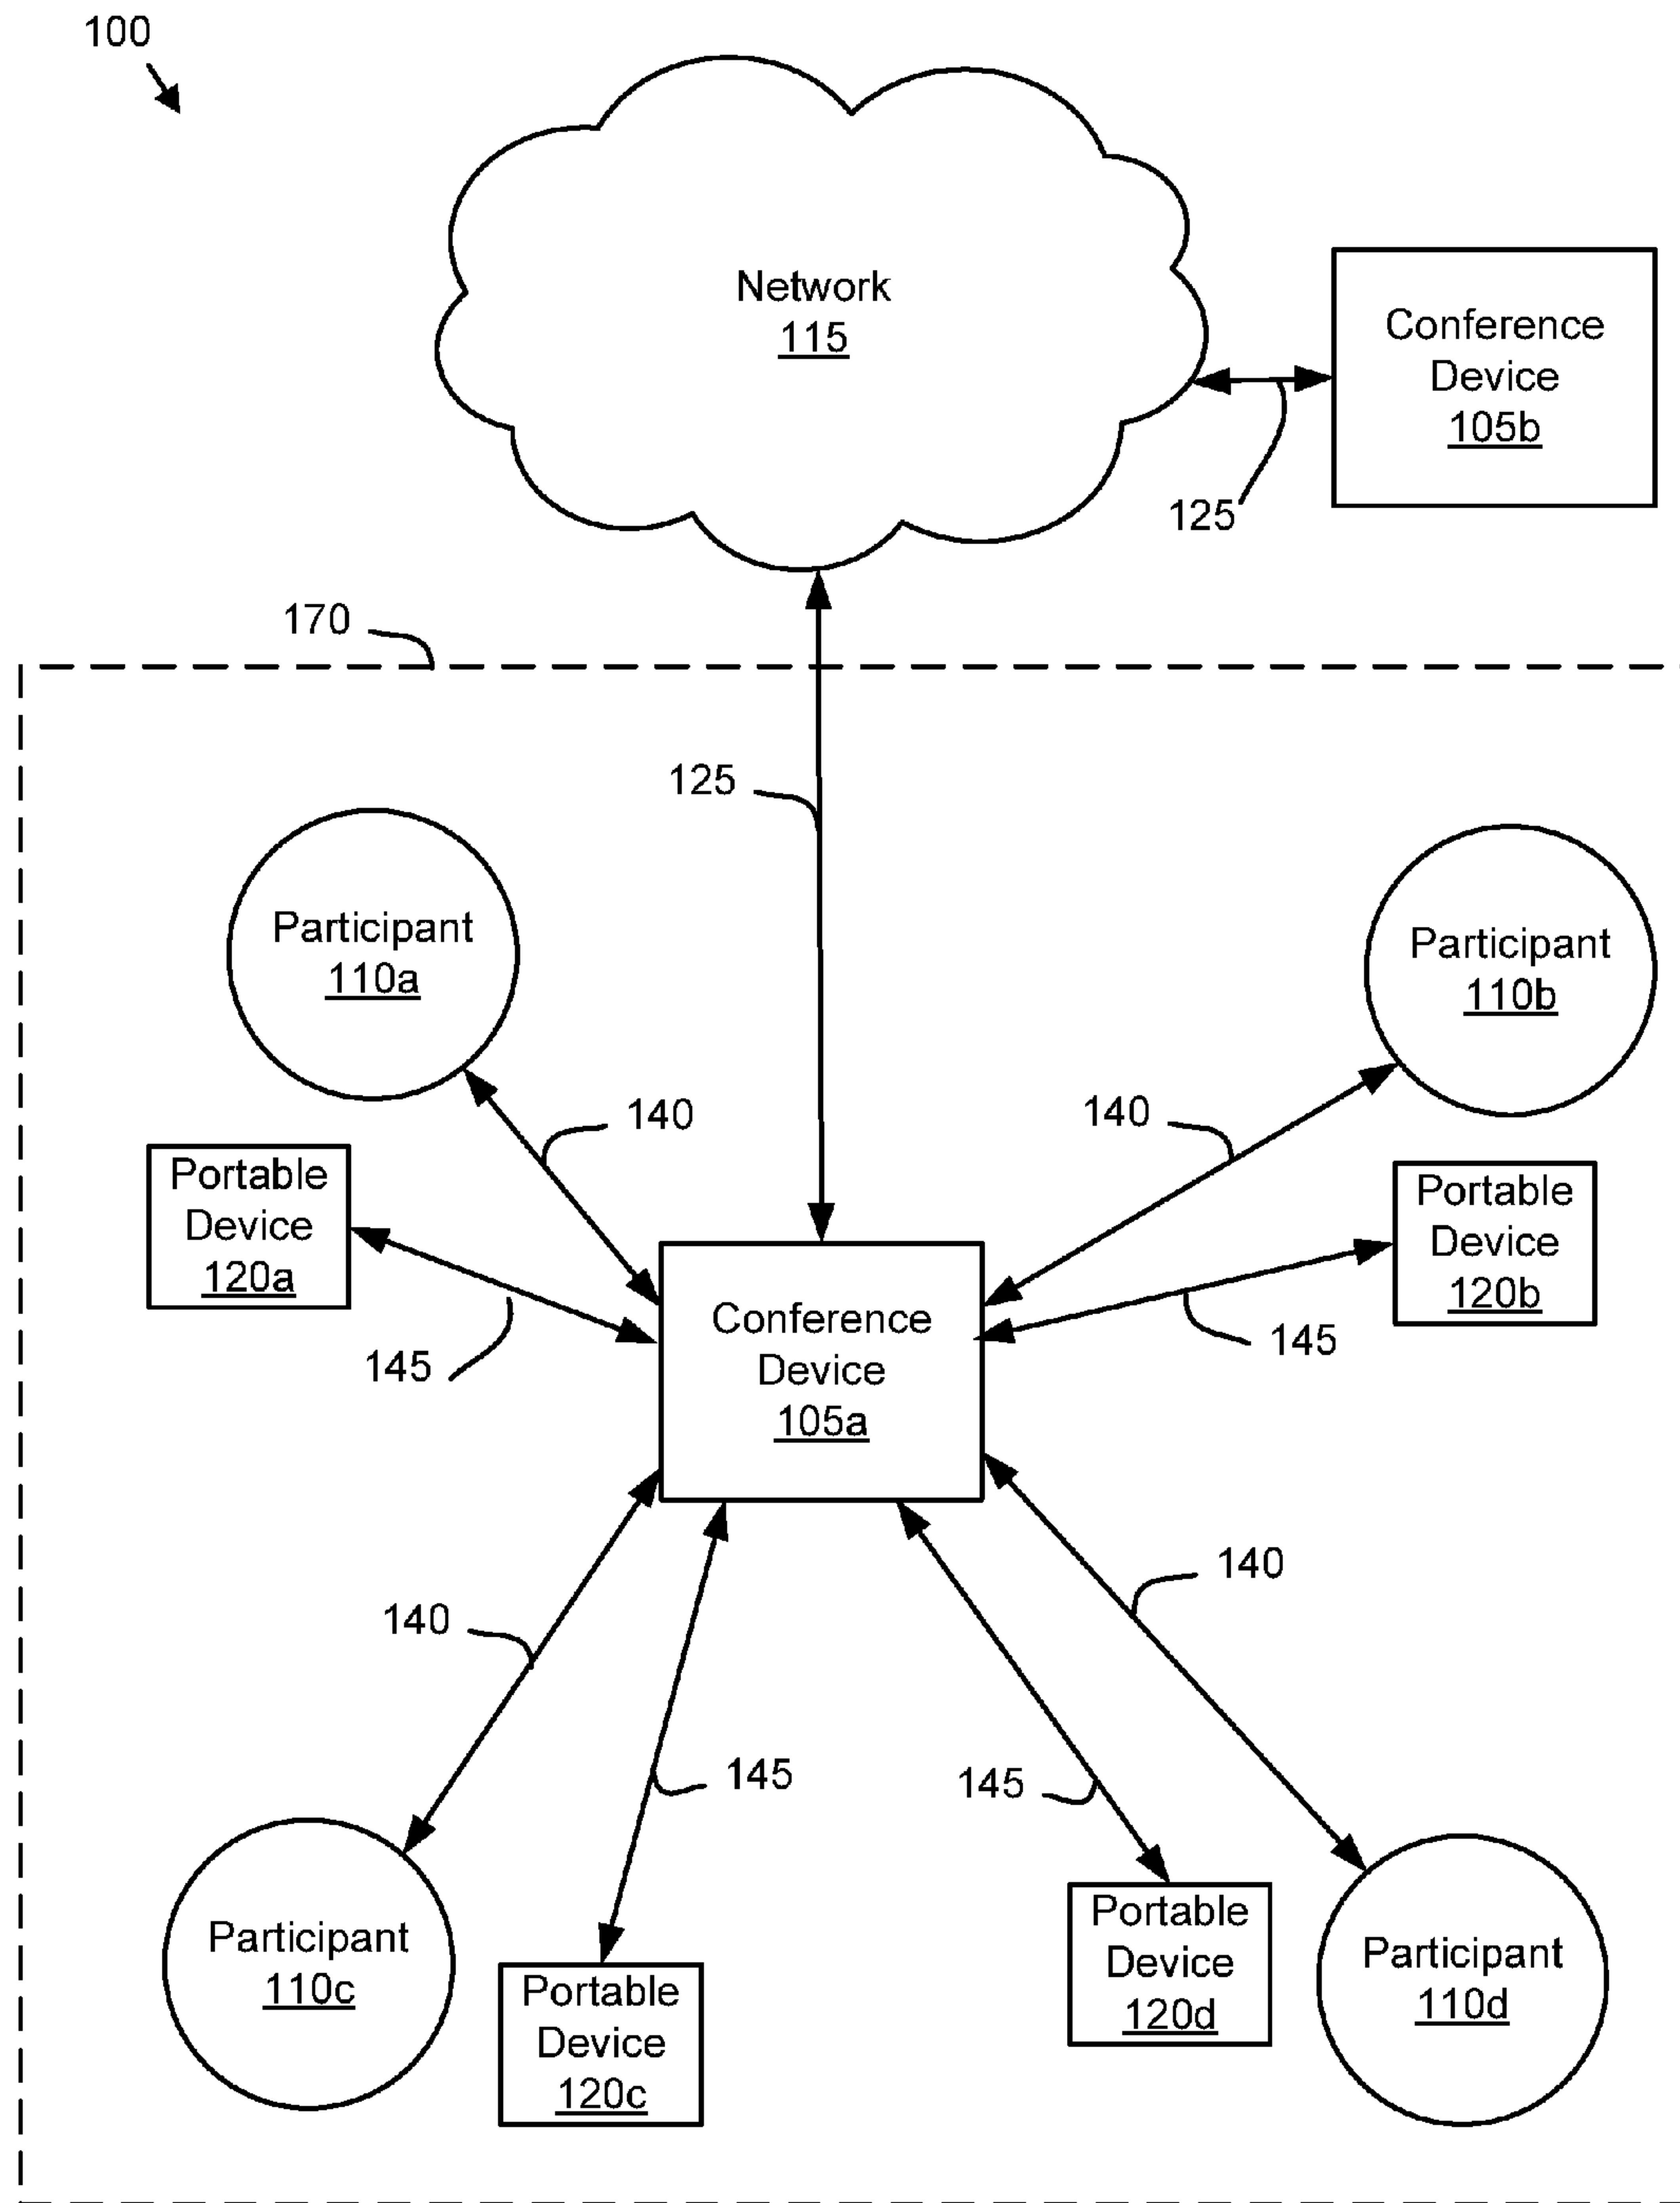 100
Network
115
Conference
Device
105b
125
170
125
Participant
110a
Participant
110b
140
140
Portable
Device
120a
Portable
Device
120b
145
145
Conference
Device
105a
140
140
145
145
Participant
110c
Portable
Device
120c
Portable
Device
120d
Participant
110d